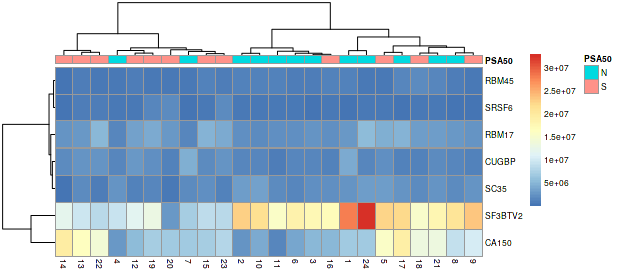 PSA50
RBM45
SRSF6
RBM17
CUGBP
SC35
SF3BTV2
CA150
14 13 22 4 12 19 20 7 15 23 2 10 11 6 3 16 1 24 5 17 18 21 8 9
3e+07
2.5e+07
2e+07
1.5e+07
1e+07
5e+06
PSA50
N
S